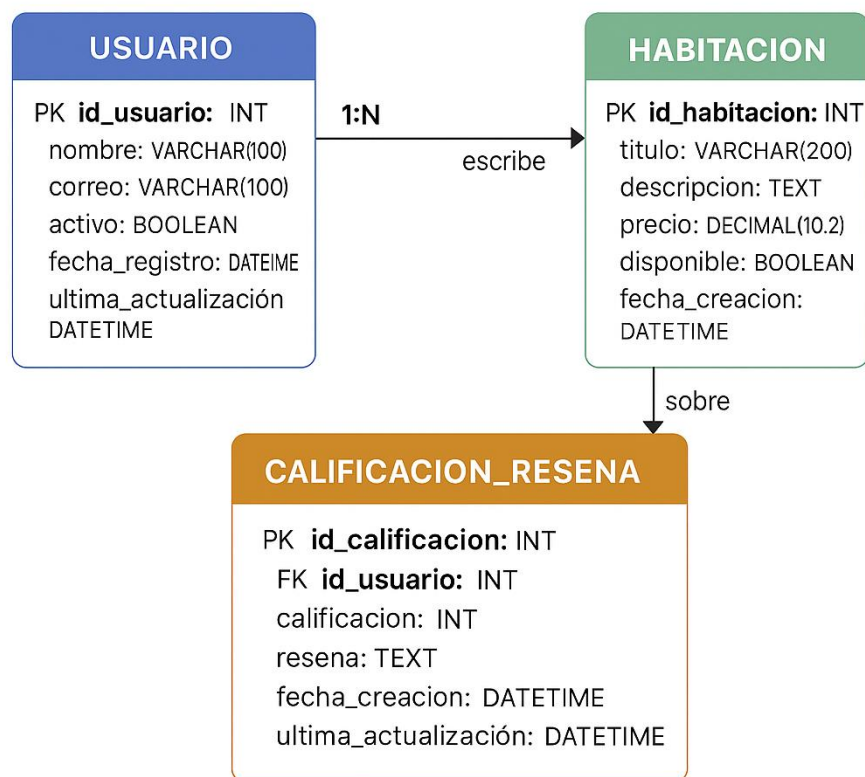 USUARIO
PK id_usuario: INT
nombre: VARCHAR(100)
correo: VARCHAR(100)
activo: BOOLEAN
fecha_registro: DATEIME
ultima_actualización
DATETIME
1:N
escribe
HABITACION
PK id_habitacion: INT
titulo: VARCHAR(200)
descripcion: TEXT
precio: DECIMAL(10.2)
disponible: BOOLEAN
fecha_creacion:
DATETIME
sobre
CALIFICACION_RESENA
PK id_calificacion: INT
FK id_usuario: INT
calificacion: INT
resena: TEXT
fecha_creacion: DATETIME
ultima_actualización: DATETIME